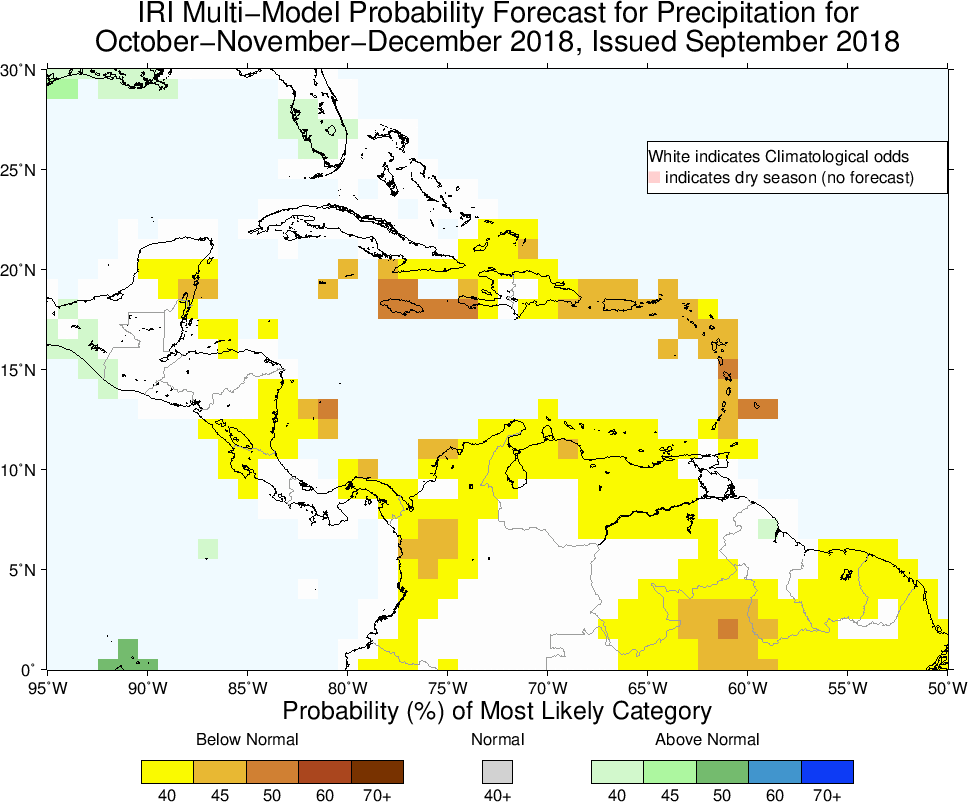 IRI Multi−Model Probability Forecast for Precipitation for
October−November−December 2018, Issued September 2018
30˚N
25˚N
20˚N
15˚N
10˚N
5˚N
0˚
White indicates Climatological odds
indicates dry season (no forecast)
95˚W 90˚W 85˚W 80˚W 75˚W 70˚W 65˚W 60˚W 55˚W 50˚W
Probability (%) of Most Likely Category
Below Normal Normal Above Normal
40 45 50 60 70+ 40+ 40 45 50 60 70+